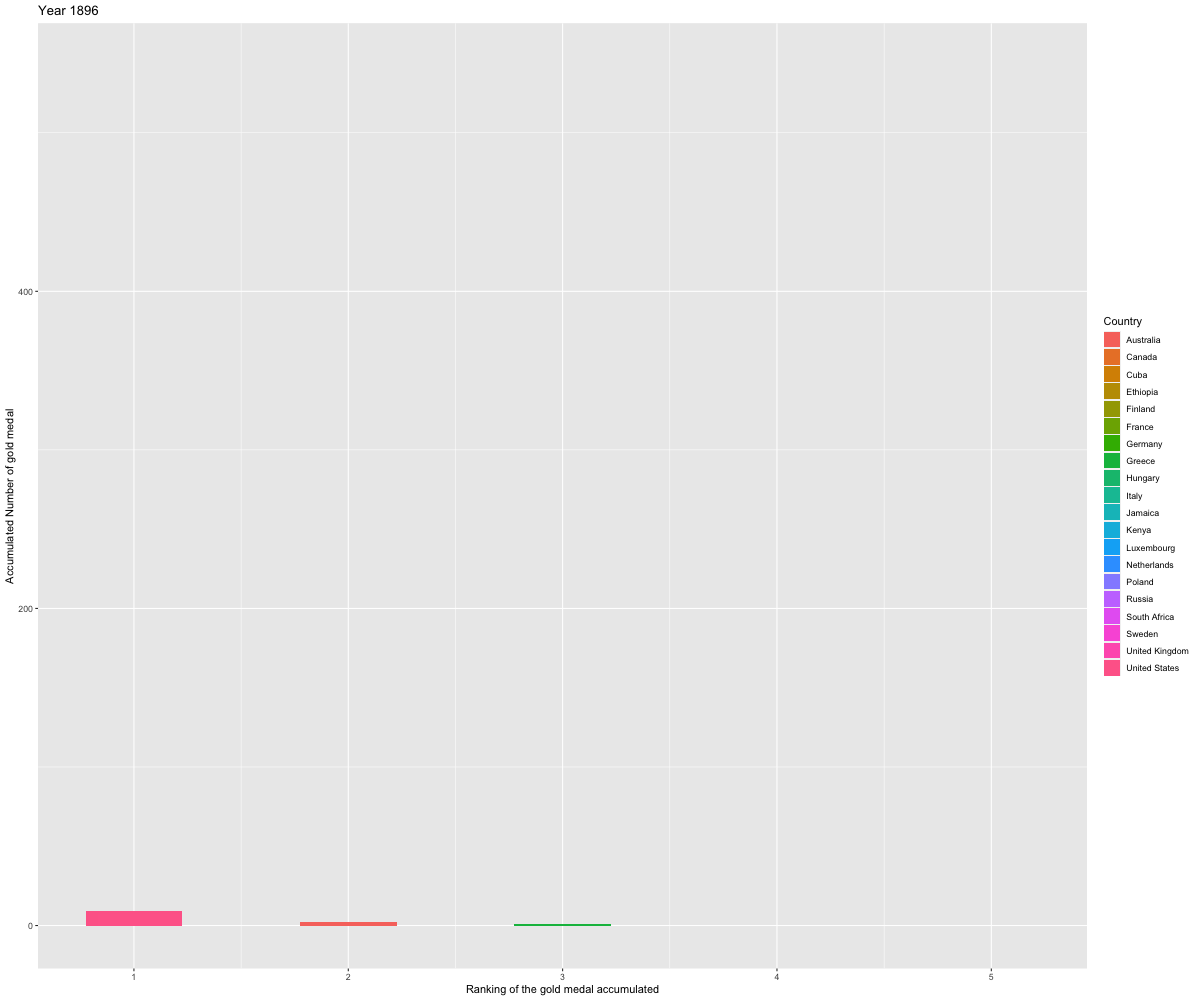 Year 1896
Accumulated Number of gold medal
400
200
0
1 2 3 4 5
Ranking of the gold medal accumulated
Country
Australia
Canada
Cuba
Ethiopia
Finland
France
Germany
Greece
Hungary
Italy
Jamaica
Kenya
Luxembourg
Netherlands
Poland
Russia
South Africa
Sweden
United Kingdom
United States